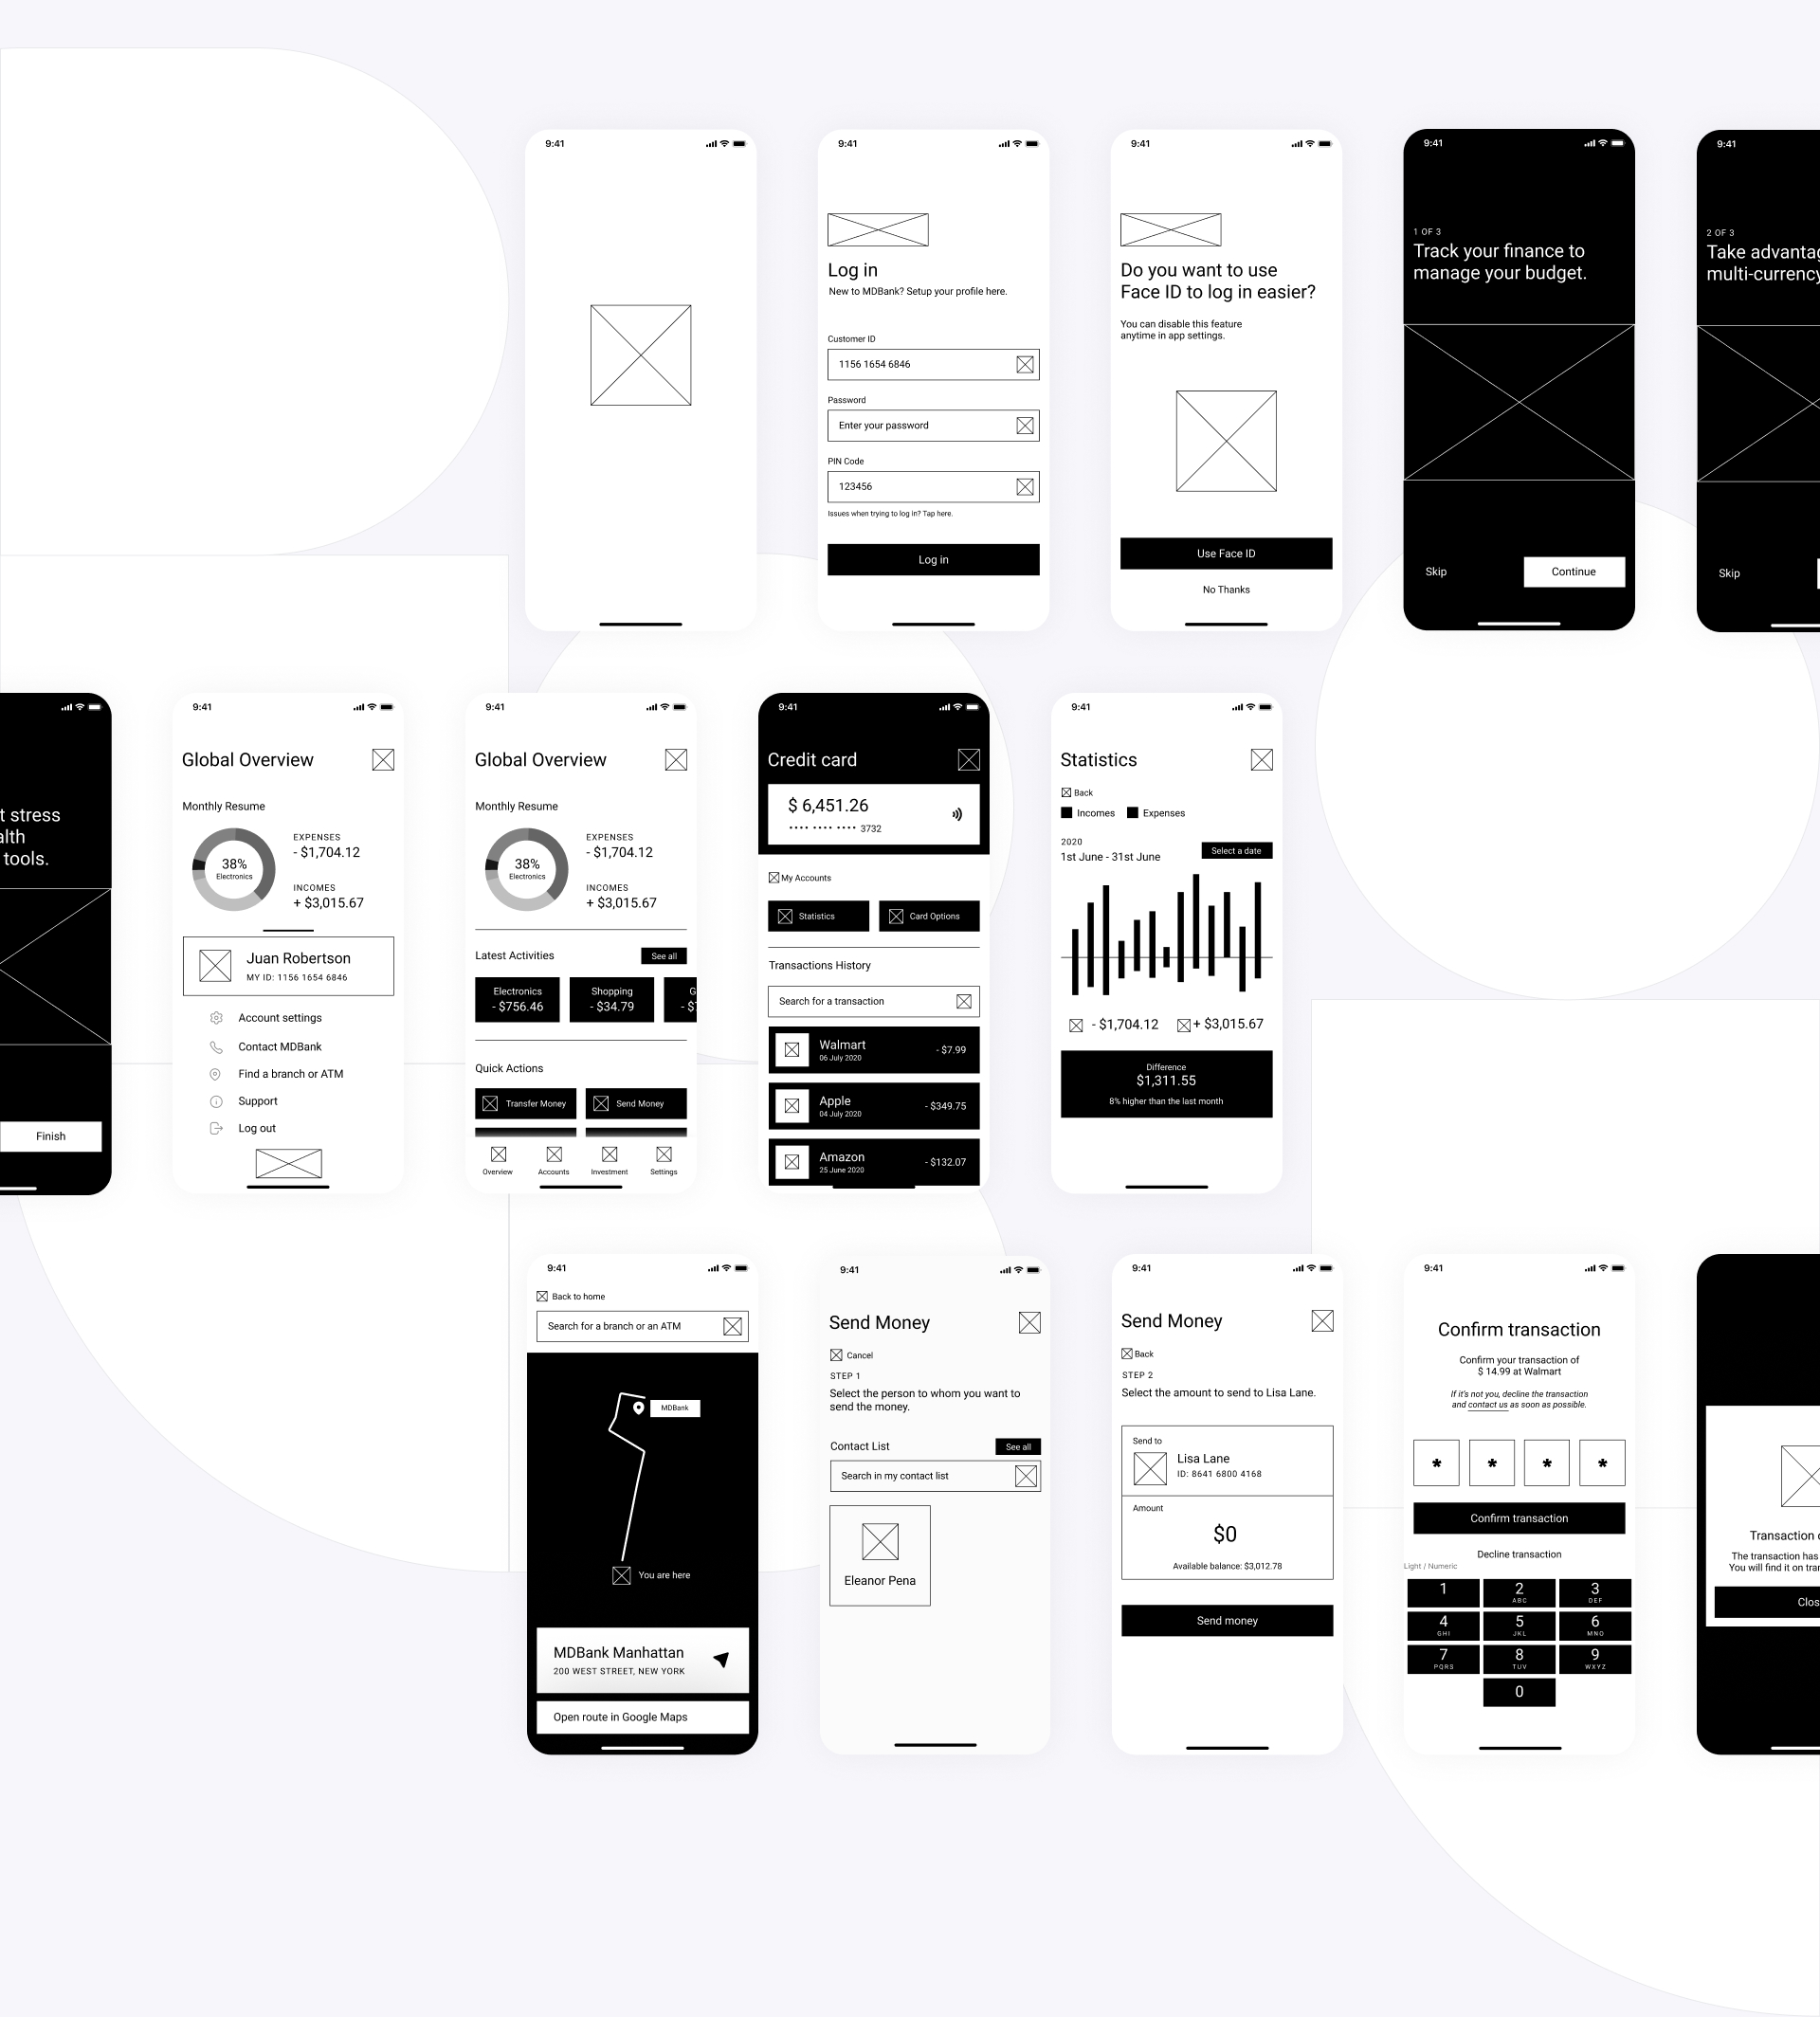 9:41
9:41
Log in
New to MDBank? Setup your profile here.
Customer ID
1156 1654 6846
Password
Enter your password
PIN Code
123456
Issues when trying to log in? Tap here.
Log in
9:41
Do you want to use
Face ID to log in easier?
You can disable this feature
anytime in app settings.
Use Face ID
No Thanks
9:41
1 OF 3
Track your finance to
manage your budget.
Skip
Continue
9:41
2 OF 3
Take
multi-currency
Skip
stress
tools.
Finish
9:41
Global Overview
Monthly Resume
38%
Electronics
EXPENSES
- $1,704.12
INCOMES
+ $3,015.67
Juan Robertson
MY ID: 1156 1654 6846
Account settings
Contact MDBank
Find a branch or ATM
Support
Log out
9:41
Global Overview
Monthly Resume
38%
Electronics
EXPENSES
- $1,704.12
INCOMES
+ $3,015.67
Latest Activities
See all
Electronics
- $756.46
Shopping
- $34.79
Quick Actions
Transfer Money
Send Money
Overview
Accounts
Investment
Settings
9:41
Credit card
$ 6,451.26
•••• •••• •••• 3732
My Accounts
Statistics
Card Options
Transactions History
Search for a transaction
Walmart
06 July 2020
- $7.99
Apple
04 July 2020
- $349.75
Amazon
25 June 2020
- $132.07
9:41
Statistics
Back
Incomes
Expenses
2020
1st June - 31st June
Select a date
- $1,704.12
+ $3,015.67
Difference
$1,311.55
8% higher than the last month
9:41
Back to home
Search for a branch or an ATM
MDBank
You are here
MDBank Manhattan
200 WEST STREET, NEW YORK
Open route in Google Maps
9:41
Send Money
Cancel
STEP 1
Select the person to whom you want to
send the money.
Contact List
See all
Search in my contact list
Eleanor Pena
9:41
Send Money
Back
STEP 2
Select the amount to send to Lisa Lane.
Send to
Lisa Lane
ID: 8641 6800 4168
Amount
$0
Available balance: $3,012.78
Send money
9:41
Confirm transaction
Confirm your transaction of
$ 14.99 at Walmart
If it's not you, decline the transaction
and contact us as soon as possible.
* * * *
Confirm transaction
Decline transaction
Light / Numeric
1
2
ABC
3
DEF
4
GHI
5
JKL
6
MNO
7
PQRS
8
TUV
9
WXYZ
0
Transaction
The transaction has
You will find it on